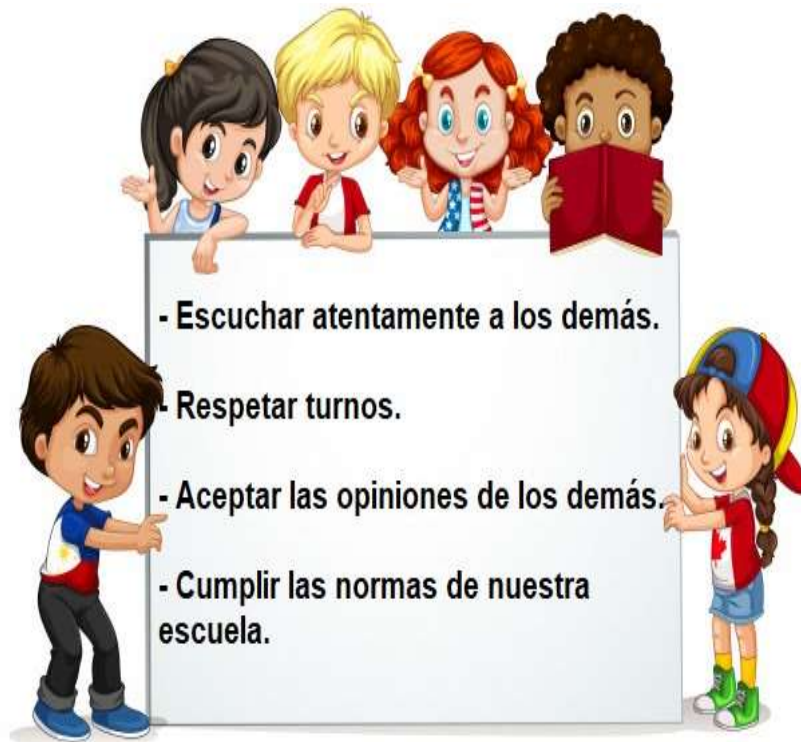 - Escuchar atentamente a los demás.
- Respetar turnos.
- Aceptar las opiniones de los demás.
- Cumplir las normas de nuestra
escuela.